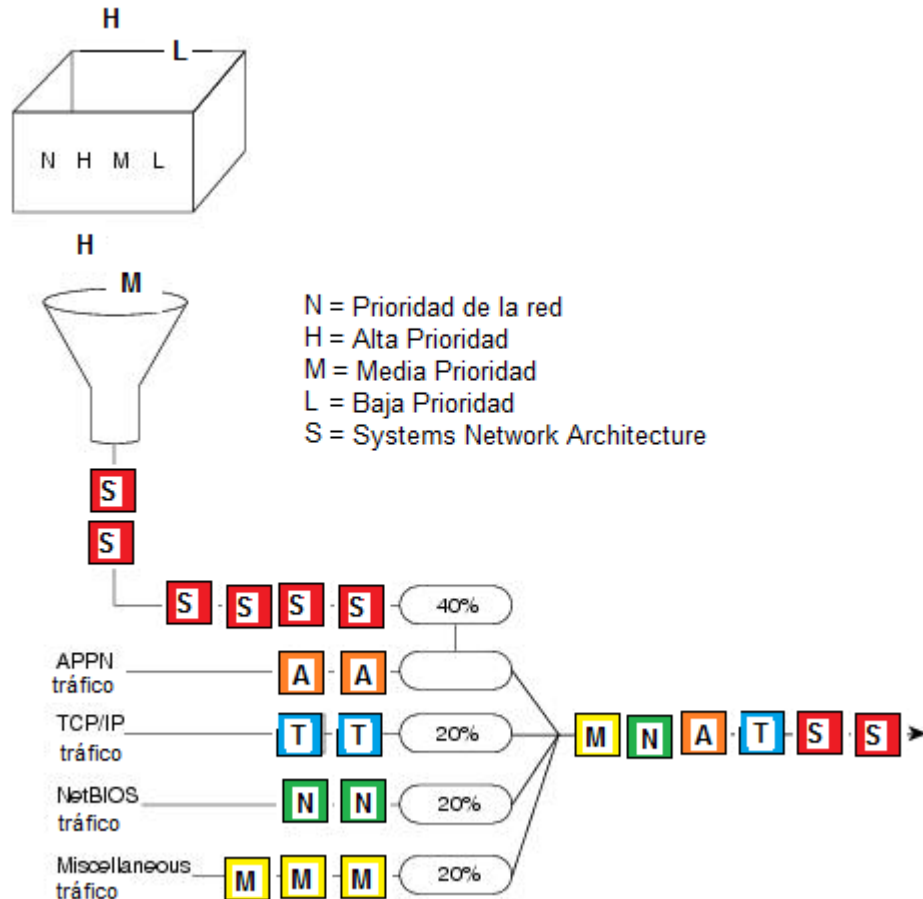 H
L
N H M L
H
M
N = Prioridad de la red
H = Alta Prioridad
M = Media Prioridad
L = Baja Prioridad
S = Systems Network Architecture
S
S
S S S S 40%
APPN
tráfico
A A
TCP/IP
tráfico
T T 20%
M N A T S S
NetBIOS
tráfico
N N 20%
Miscellaneous
tráfico
M M M 20%